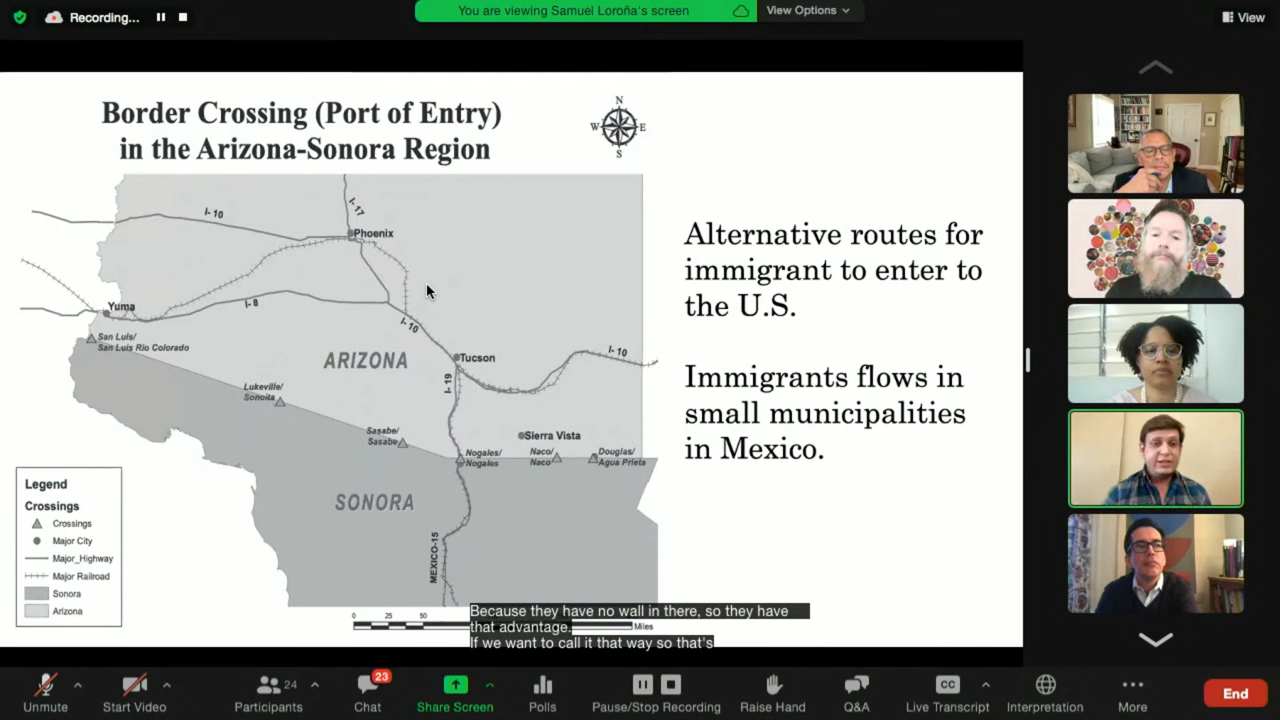 Recording...
You are viewing Samuel Loroña's screen
View Options
View
Border Crossing (Port of Entry)
in the Arizona-Sonora Region
N
W
E
S
I-10
I-17
Phoenix
Yuma
I-8
I-10
San Luis/
San Luis Rio Colorado
ARIZONA
Tucson
I-10
I-19
Lukeville/
Sonoita
Sasabe/
Sasabe
Sierra Vista
Nogales/
Nogales
Naco/
Naco
Douglas/
Agua Prieta
SONORA
MEXICO-15
Legend
Crossings
Crossings
Major City
Major_Highway
Major Railroad
Sonora
Arizona
0 25 50
Miles
Alternative routes for
immigrant to enter to
the U.S.
Immigrants flows in
small municipalities
in Mexico.
Because they have no wall in there, so they have
that advantage.
If we want to call it that way so that's
Unmute
Start Video
Participants
24
Chat
23
Share Screen
Polls
Pause/Stop Recording
Raise Hand
Q&A
CC
Live Transcript
Interpretation
More
End